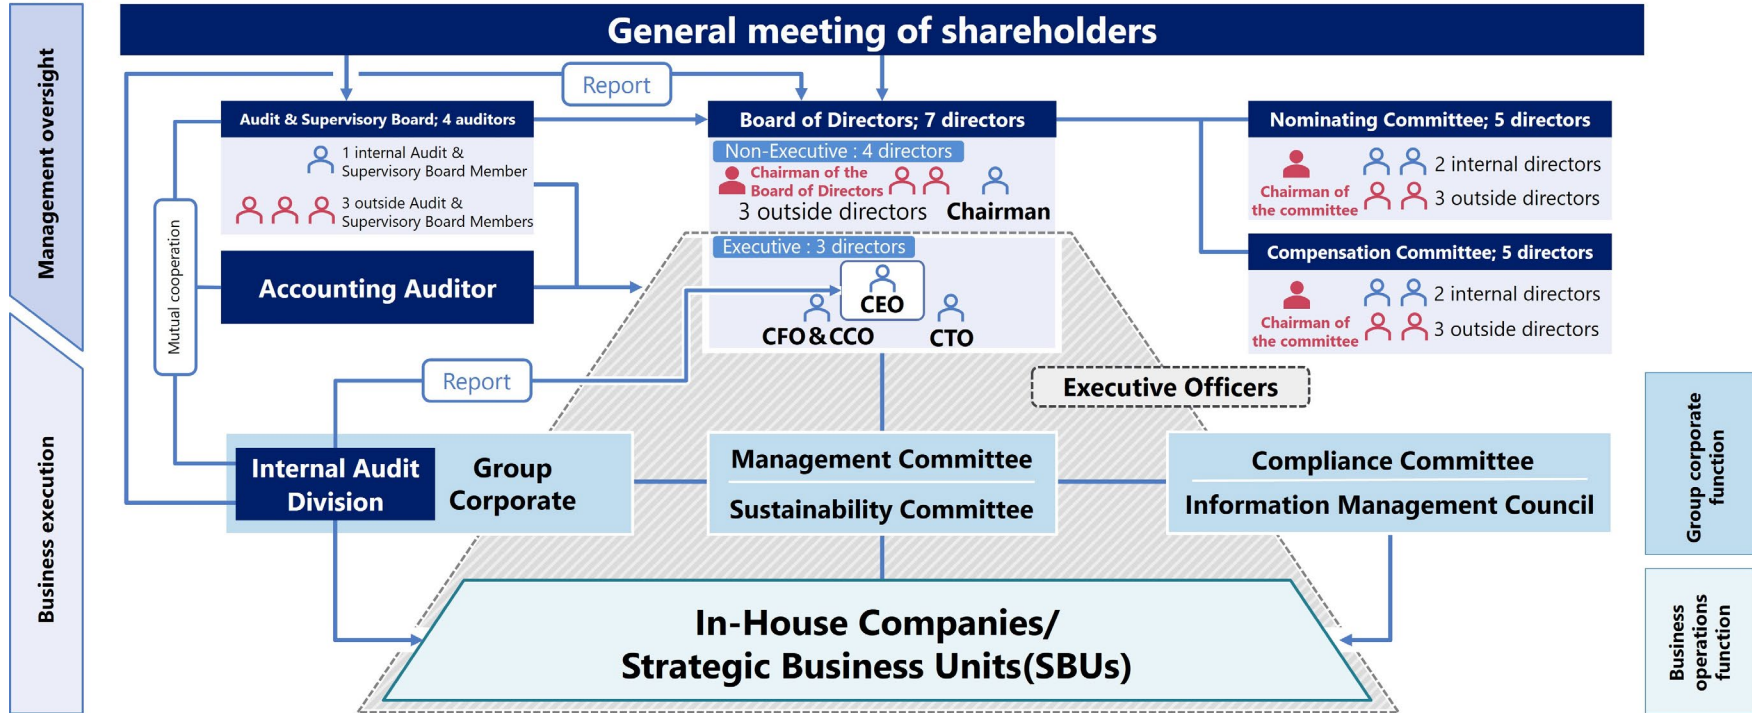 General meeting of shareholders
Management oversight
Business execution
Report
Audit & Supervisory Board; 4 auditors
1 internal Audit &
Supervisory Board Member
3 outside Audit &
Supervisory Board Members
Mutual cooperation
Accounting Auditor
Board of Directors; 7 directors
Non-Executive : 4 directors
Chairman of the
Board of Directors
3 outside directors
Chairman
Executive : 3 directors
CEO
CFO & CCO
CTO
Nominating Committee; 5 directors
Chairman of
the committee
2 internal directors
3 outside directors
Compensation Committee; 5 directors
Chairman of
the committee
2 internal directors
3 outside directors
Report
Executive Officers
Internal Audit
Division
Group
Corporate
Management Committee
Sustainability Committee
Compliance Committee
Information Management Council
Group corporate
function
In-House Companies/
Strategic Business Units(SBUs)
Business
operations
function